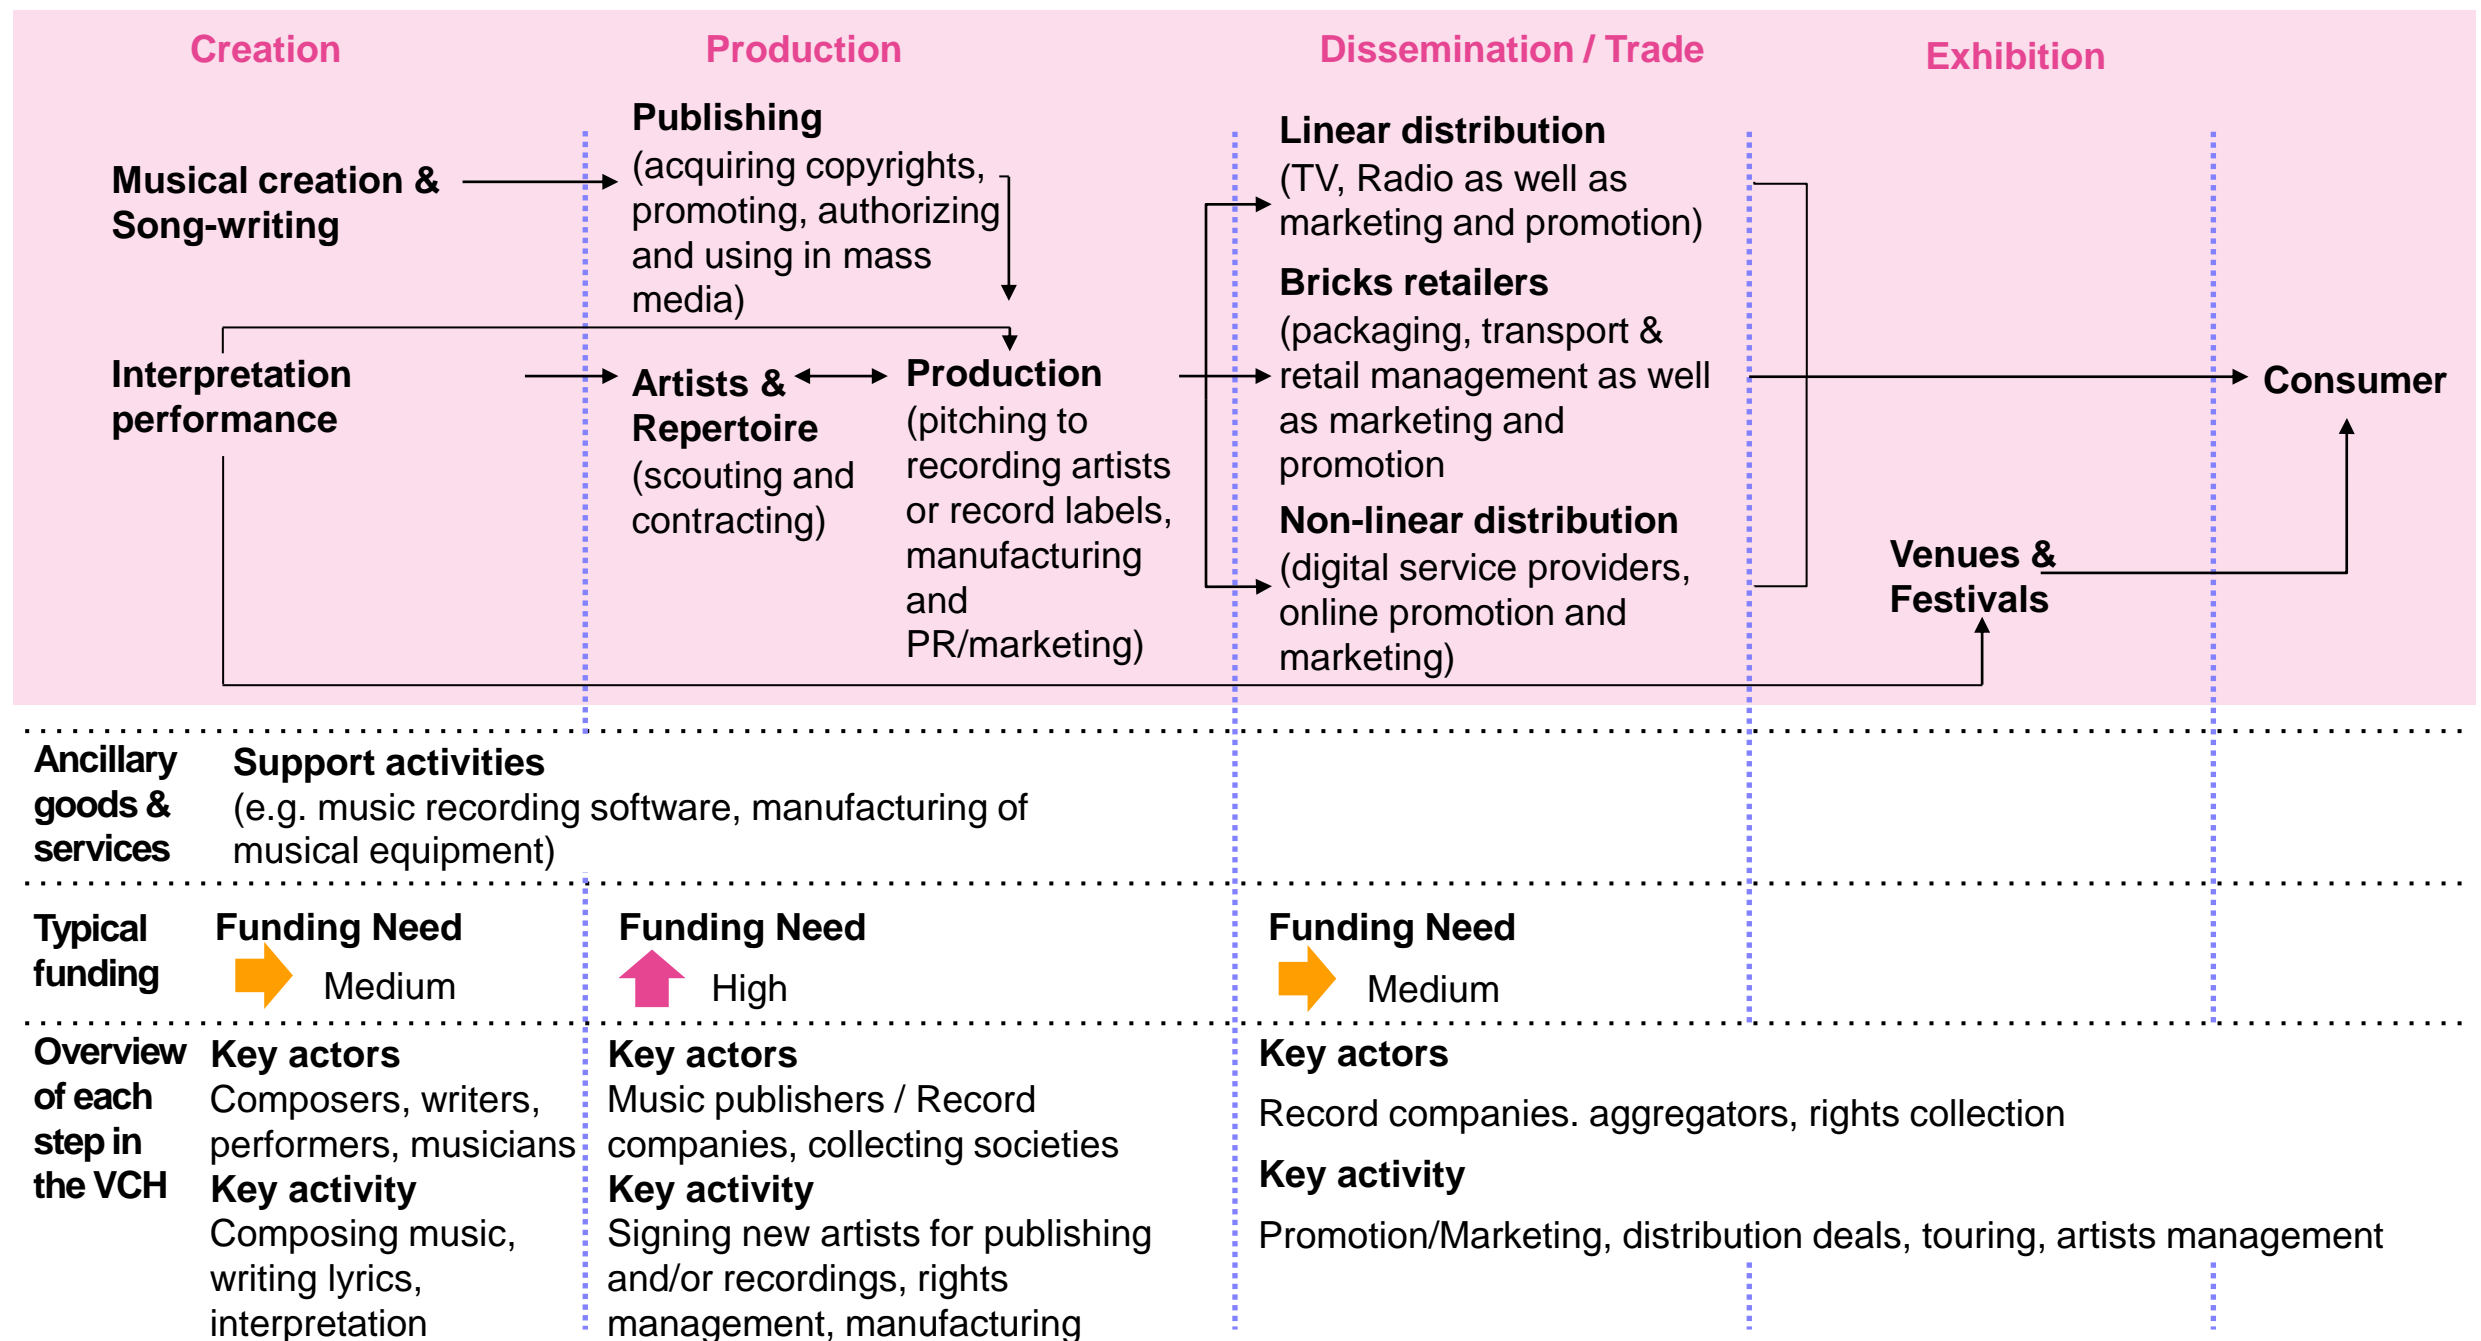 Creation
Production
Dissemination / Trade
Exhibition
Musical creation &
Song-writing
Publishing
(acquiring copyrights,
promoting, authorizing
and using in mass
media)
Interpretation
performance
Artists &
Repertoire
(scouting and
contracting)
Production
(pitching to
recording artists
or record labels,
manufacturing
and
PR/marketing)
Linear distribution
(TV, Radio as well as
marketing and promotion)
Bricks retailers
(packaging, transport &
retail management as well
as marketing and
promotion
Non-linear distribution
(digital service providers,
online promotion and
marketing)
Venues &
Festivals
Consumer
Ancillary
goods &
services
Support activities
(e.g. music recording software, manufacturing of
musical equipment)
Typical
funding
Funding Need
Medium
Funding Need
High
Funding Need
Medium
Overview
of each
step in
the VCH
Key actors
Composers, writers,
performers, musicians
Key activity
Composing music,
writing lyrics,
interpretation
Key actors
Music publishers / Record
companies, collecting societies
Key activity
Signing new artists for publishing
and/or recordings, rights
management, manufacturing
Key actors
Record companies. aggregators, rights collection
Key activity
Promotion/Marketing, distribution deals, touring, artists management